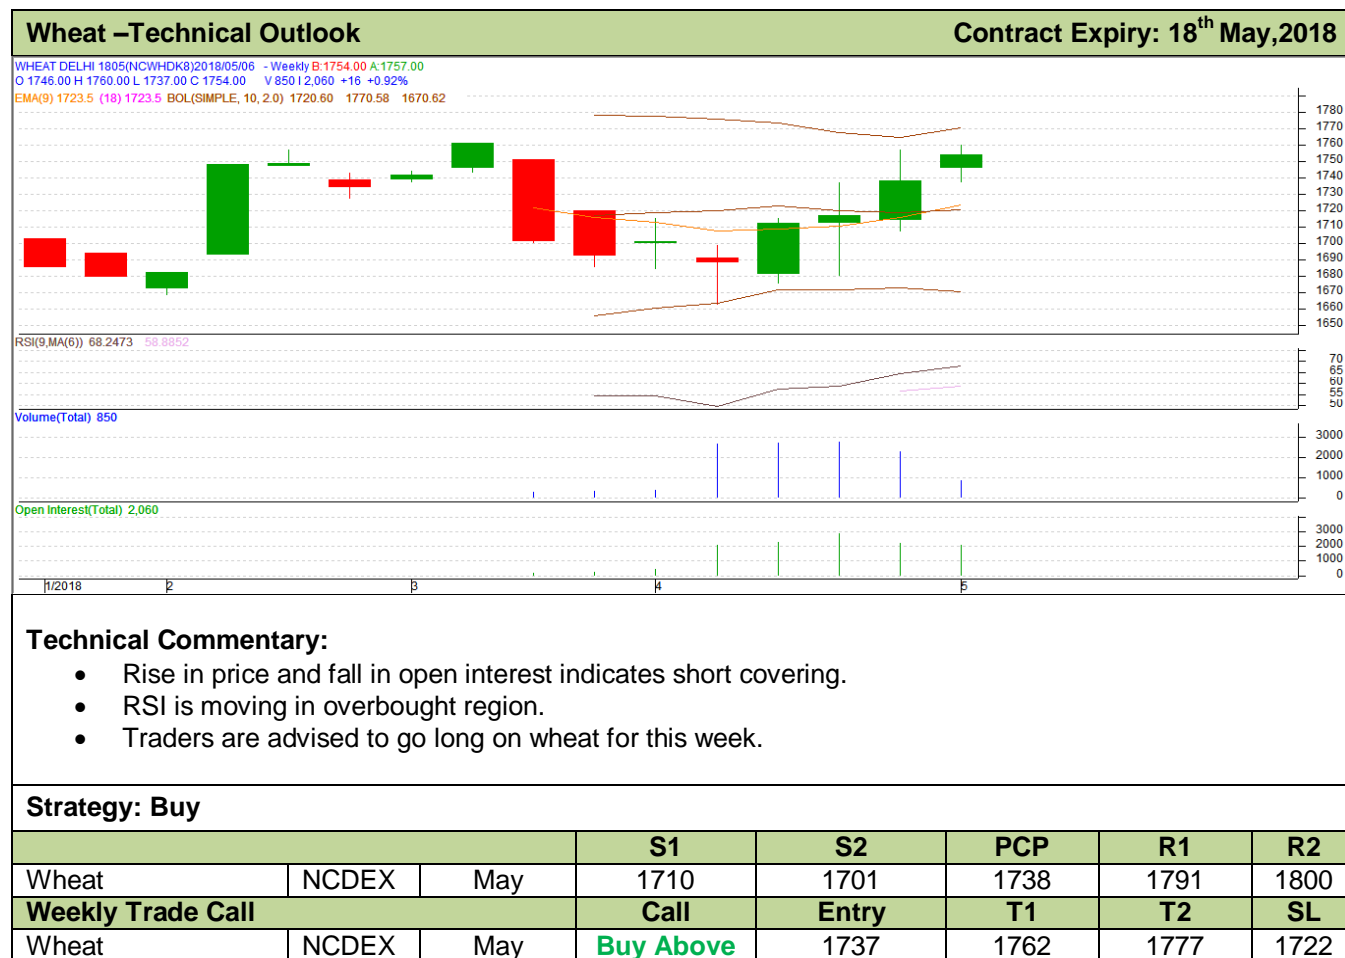 Wheat –Technical Outlook Contract Expiry: 18th May,2018
WHEAT DELHI 1805(NCWHDK8)2018/05/06 - Weekly B:1754.00 A:1757.00
O 1746.00 H 1760.00 L 1737.00 C 1754.00 V 850 I 2,060 +16 +0.92%
EMA(9) 1723.5 (18) 1723.5 BOL(SIMPLE, 10, 2.0) 1720.60 1770.58 1670.62
1780
1770
1760
1750
1740
1730
1720
1710
1700
1690
1680
1670
1660
1650
RSI(9,MA(6)) 68.2473 58.8852
70
65
60
55
50
Volume(Total) 850
3000
2000
1000
0
Open Interest(Total) 2,060
3000
2000
1000
0
1/2018 2 3 4 5
Technical Commentary:
• Rise in price and fall in open interest indicates short covering.
• RSI is moving in overbought region.
• Traders are advised to go long on wheat for this week.
Strategy: Buy
S1 S2 PCP R1 R2
Wheat NCDEX May 1710 1701 1738 1791 1800
Weekly Trade Call Call Entry T1 T2 SL
Wheat NCDEX May Buy Above 1737 1762 1777 1722